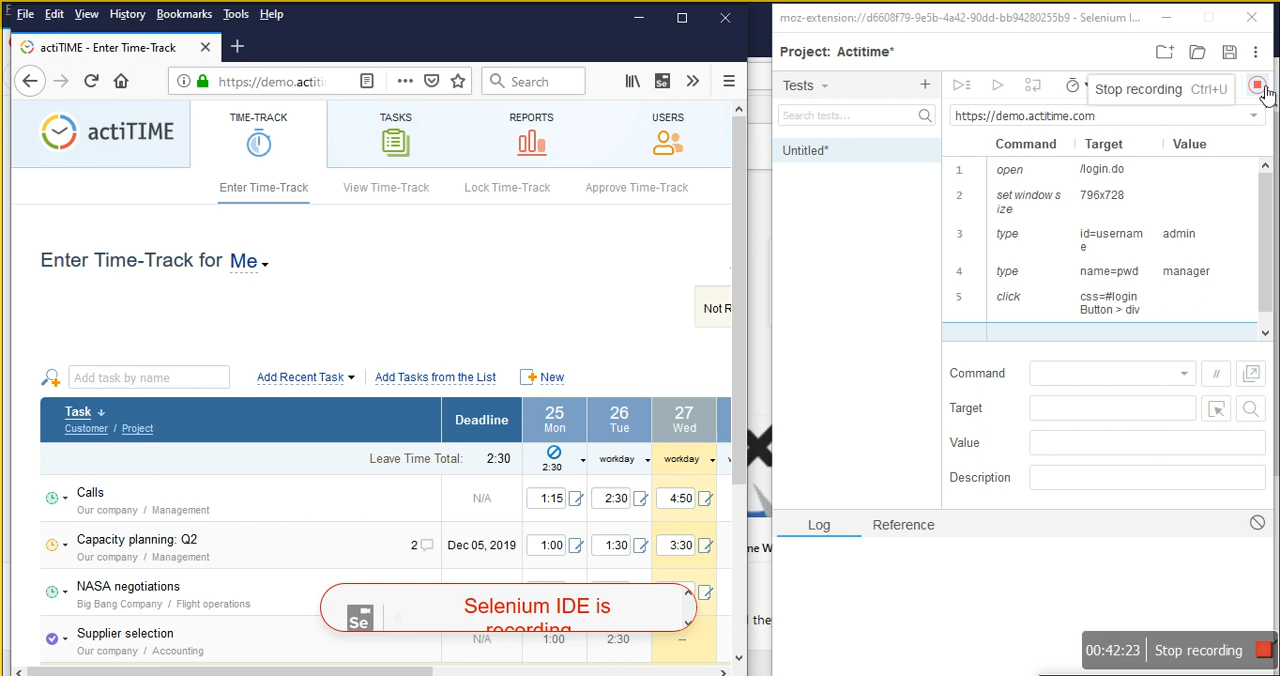 File Edit View History Bookmarks Tools Help
actiTIME - Enter Time-Track
https://demo.actiti
Search
Se
actiTIME
TIME-TRACK
TASKS
REPORTS
USERS
Enter Time-Track
View Time-Track
Lock Time-Track
Approve Time-Track
Enter Time-Track for Me
Not R
Add task by name
Add Recent Task
Add Tasks from the List
New
Task
Customer / Project
Deadline
25
Mon
26
Tue
27
Wed
Leave Time Total: 2:30
2:30
workday
workday
Calls
Our company / Management
N/A 1:15 2:30 4:50
Capacity planning: Q2
Our company / Management
2 Dec 05, 2019 1:00 1:30 3:30
NASA negotiations
Big Bang Company / Flight operations
Supplier selection
Our company / Accounting
N/A 1:00 2:30 --
Se
Selenium IDE is
recording
me W
the
moz-extension://d6608f79-9e5b-4a42-90dd-bb94280255b9 - Selenium I...
Project: Actitime*
Tests
Search tests...
Untitled*
Stop recording Ctrl+U
https://demo.actitime.com
Command Target Value
1 open /login.do
2 set window s
ize
796x728
3 type id=usernam
e
admin
4 type name=pwd manager
5 click css=#login
Button > div
Command
//
Target
Value
Description
Log
Reference
00:42:23 Stop recording